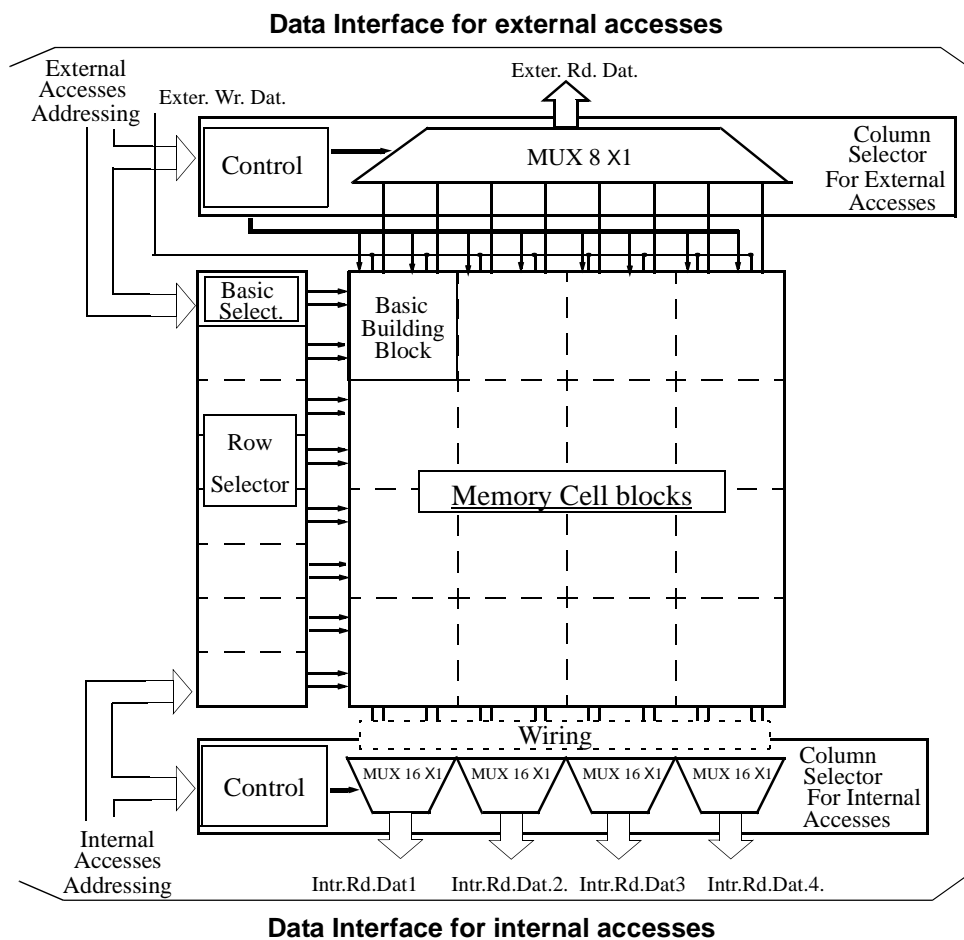 Data Interface for external accesses
External
Accesses
Addressing
Exter. Wr. Dat.
Exter. Rd. Dat.
Control
MUX 8 X1
Column
Selector
For External
Accesses
Basic
Select.
Basic
Building
Block
Row
Selector
Memory Cell blocks
Wiring
Control
MUX 16 X1
MUX 16 X1
MUX 16 X1
MUX 16 X1
Column
Selector
For Internal
Accesses
Internal
Accesses
Addressing
Intr.Rd.Dat1
Intr.Rd.Dat.2.
Intr.Rd.Dat3
Intr.Rd.Dat.4.
Data Interface for internal accesses